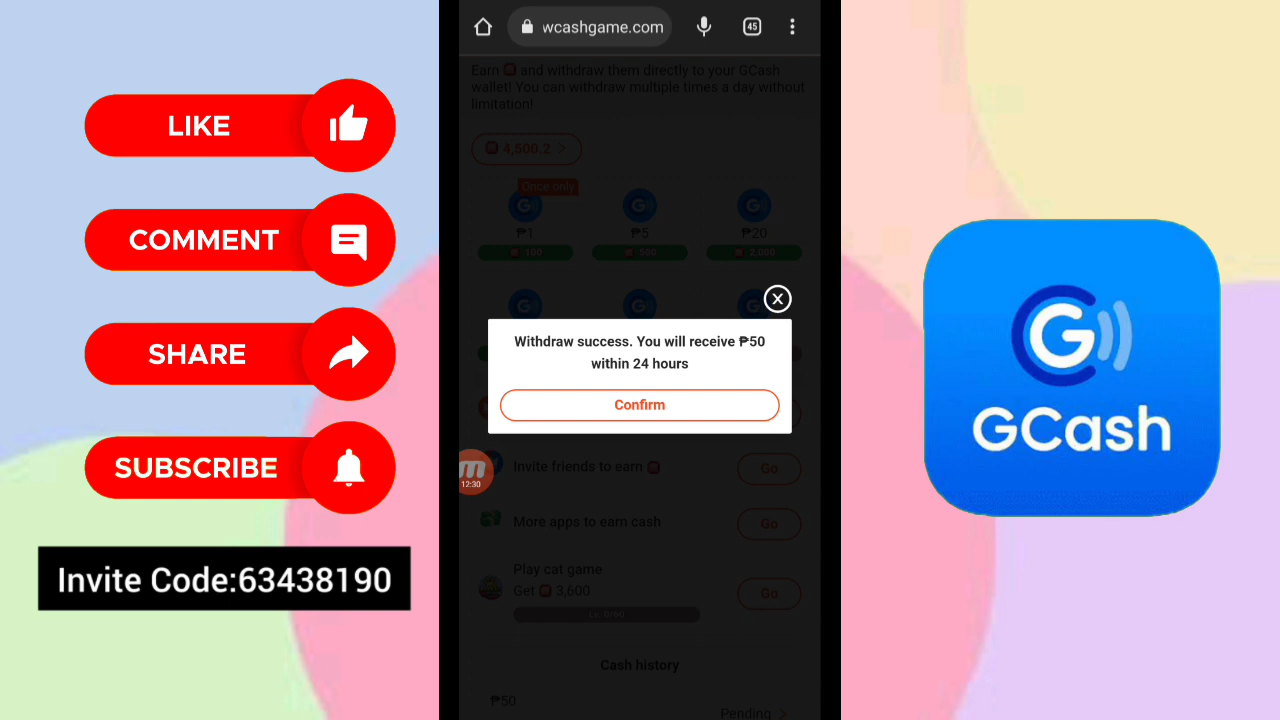 LIKE
COMMENT
SHARE
SUBSCRIBE
Invite Code:63438190
wcashgame.com
45
Earn and withdraw them directly to your GCash
wallet! You can withdraw multiple times a day without
limitation!
4,500.2 >
Once only
₱1
₱5
₱20
100
500
2,000
Withdraw success. You will receive ₱50
within 24 hours
Confirm
12:30
Invite friends to earn
Go
More apps to earn cash
Go
Play cat game
Get 3,600
Go
Lv. 0/60
Cash history
₱50
Pending >
G
GCash